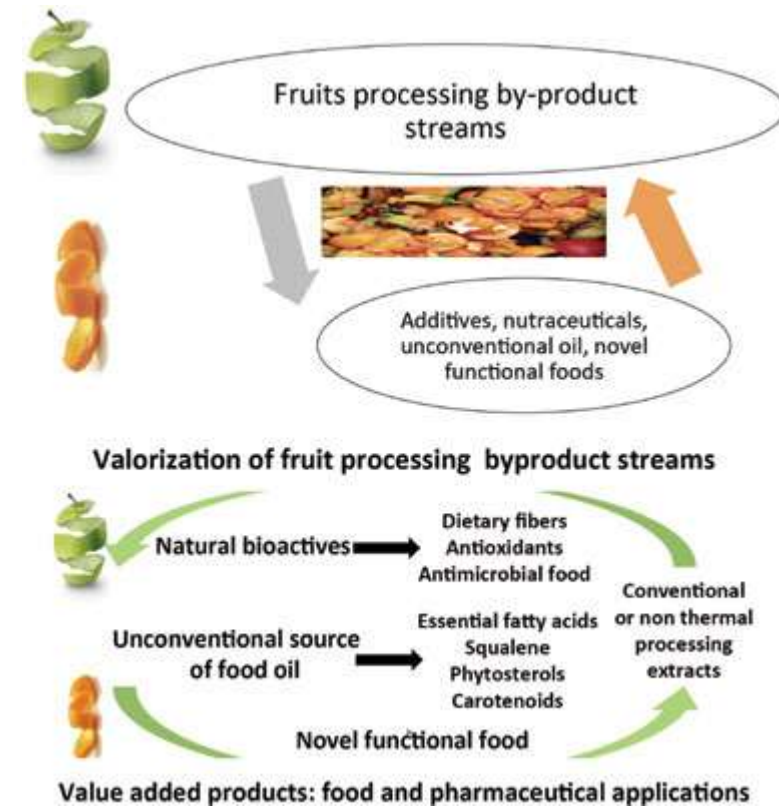 Fruits processing by-product
streams
Additives, nutraceuticals,
unconventional oil, novel
functional foods
Valorization of fruit processing byproduct streams
Natural bioactives
Dietary fibers
Antioxidants
Antimicrobial food
Conventional
or non thermal
processing
extracts
Unconventional source
of food oil
Essential fatty acids
Squalene
Phytosterols
Carotenoids
Novel functional food
Value added products: food and pharmaceutical applications